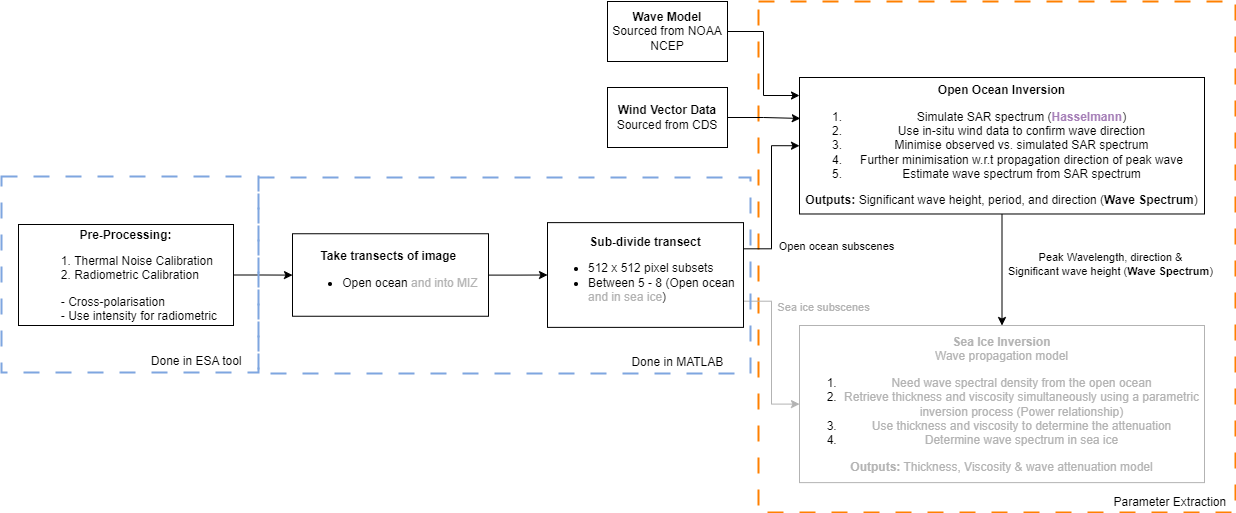 Wave Model
Sourced from NOAA
NCEP
Wind Vector Data
Sourced from CDS
Pre-Processing:
1. Thermal Noise Calibration
2. Radiometric Calibration
- Cross-polarisation
- Use intensity for radiometric
Done in ESA tool
Take transects of image
• Open ocean and into MIZ
Sub-divide transect
• 512 x 512 pixel subsets
• Between 5 - 8 (Open ocean
and in sea ice)
Done in MATLAB
Open ocean subscenes
Sea ice subscenes
Open Ocean Inversion
1. Simulate SAR spectrum (Hasselmann)
2. Use in-situ wind data to confirm wave direction
3. Minimise observed vs. simulated SAR spectrum
4. Further minimisation w.r.t propagation direction of peak wave
5. Estimate wave spectrum from SAR spectrum
Outputs: Significant wave height, period, and direction (Wave Spectrum)
Peak Wavelength, direction &
Significant wave height (Wave Spectrum)
Sea Ice Inversion
Wave propagation model
1. Need wave spectral density from the open ocean
2. Retrieve thickness and viscosity simultaneously using a parametric
inversion process (Power relationship)
3. Use thickness and viscosity to determine the attenuation
4. Determine wave spectrum in sea ice
Outputs: Thickness, Viscosity & wave attenuation model
Parameter Extraction